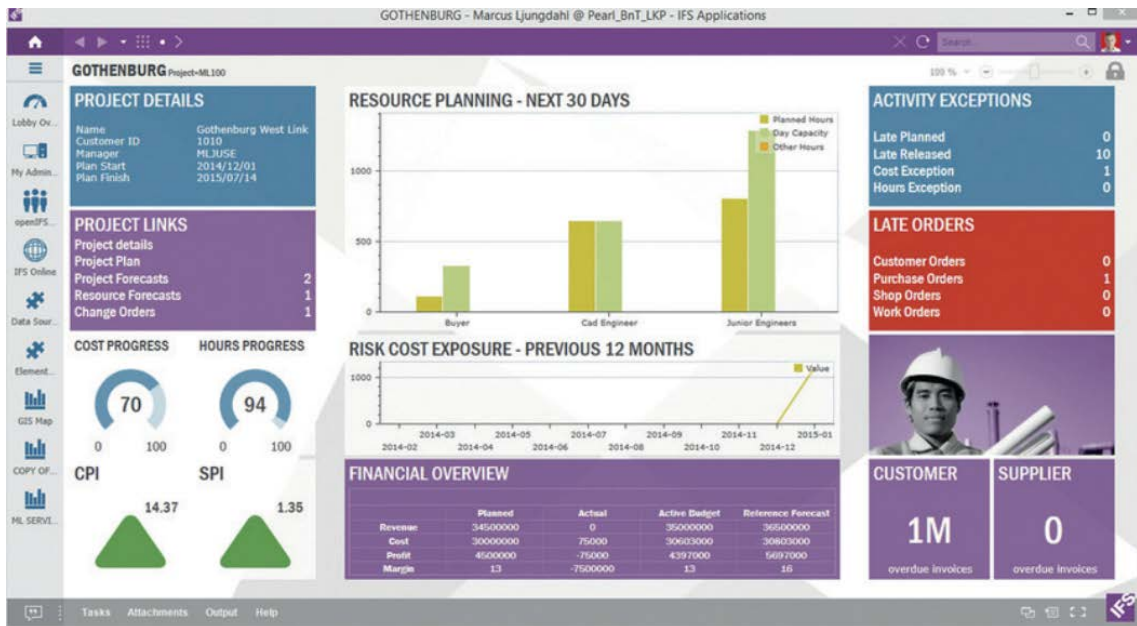 GOTHENBURG - Marcus Ljungdahl @ Pearl_BnT_LKP - IFS Applications
Search...
GOTHENBURG Project=ML100
100 %
Lobby Ov...
My Admin...
openIFS...
IFS Online
Data Sour...
Element...
GIS Map
COPY OF...
ML SERVI...
PROJECT DETAILS
Name Gothenburg West Link
Customer ID 1010
Manager MLJUSE
Plan Start 2014/12/01
Plan Finish 2015/07/14
PROJECT LINKS
Project details
Project Plan
Project Forecasts 2
Resource Forecasts 1
Change Orders 1
COST PROGRESS
70
0 100
HOURS PROGRESS
94
0 100
CPI
14.37
SPI
1.35
RESOURCE PLANNING - NEXT 30 DAYS
Planned Hours
Day Capacity
Other Hours
1000
500
0
Buyer Cad Engineer Junior Engineers
RISK COST EXPOSURE - PREVIOUS 12 MONTHS
Value
1000
0
2014-03 2014-05 2014-07 2014-09 2014-11 2015-01
2014-02 2014-04 2014-06 2014-08 2014-10 2014-12
FINANCIAL OVERVIEW
Planned Actual Active Budget Reference Forecast
Revenue 34500000 0 35000000 36500000
Cost 30000000 75000 30603000 30803000
Profit 4500000 -75000 4397000 5697000
Margin 13 -7500000 13 16
ACTIVITY EXCEPTIONS
Late Planned 0
Late Released 10
Cost Exception 1
Hours Exception 0
LATE ORDERS
Customer Orders 0
Purchase Orders 1
Shop Orders 0
Work Orders 0
CUSTOMER
1M
overdue invoices
SUPPLIER
0
overdue invoices
Tasks Attachments Output Help
IFS